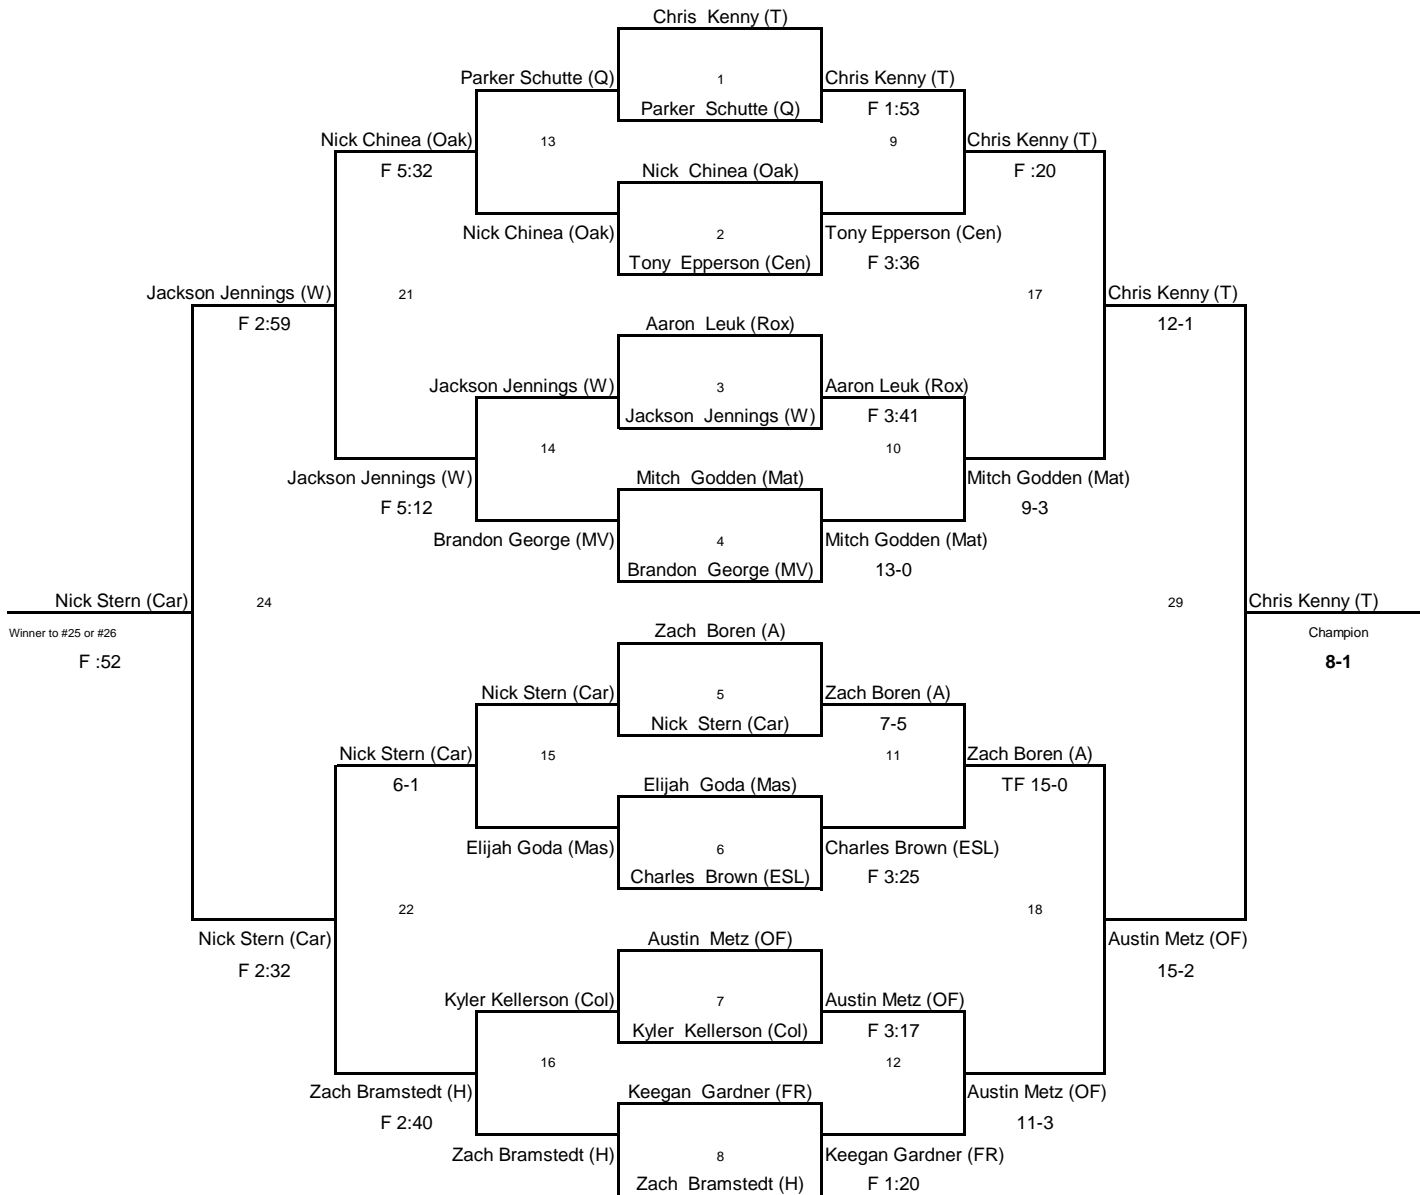 Chris Kenny (T)
Parker Schutte (Q)
1
Chris Kenny (T)
Parker Schutte (Q)
F 1:53
Nick Chinea (Oak)
13
9
Chris Kenny (T)
F 5:32
Nick Chinea (Oak)
F :20
Nick Chinea (Oak)
2
Tony Epperson (Cen)
Tony Epperson (Cen)
F 3:36
Jackson Jennings (W)
21
17
Chris Kenny (T)
F 2:59
Aaron Leuk (Rox)
12-1
Jackson Jennings (W)
3
Aaron Leuk (Rox)
Jackson Jennings (W)
F 3:41
14
10
Jackson Jennings (W)
Mitch Godden (Mat)
Mitch Godden (Mat)
F 5:12
9-3
Brandon George (MV)
4
Mitch Godden (Mat)
Brandon George (MV)
13-0
Nick Stern (Car)
24
29
Chris Kenny (T)
Winner to #25 or #26
Zach Boren (A)
Champion
F :52
8-1
Nick Stern (Car)
5
Zach Boren (A)
Nick Stern (Car)
7-5
Nick Stern (Car)
15
11
Zach Boren (A)
6-1
Elijah Goda (Mas)
TF 15-0
Elijah Goda (Mas)
6
Charles Brown (ESL)
Charles Brown (ESL)
F 3:25
22
18
Nick Stern (Car)
Austin Metz (OF)
Austin Metz (OF)
F 2:32
15-2
Kyler Kellerson (Col)
7
Austin Metz (OF)
Kyler Kellerson (Col)
F 3:17
16
12
Zach Bramstedt (H)
Keegan Gardner (FR)
Austin Metz (OF)
F 2:40
11-3
Zach Bramstedt (H)
8
Keegan Gardner (FR)
Zach Bramstedt (H)
F 1:20